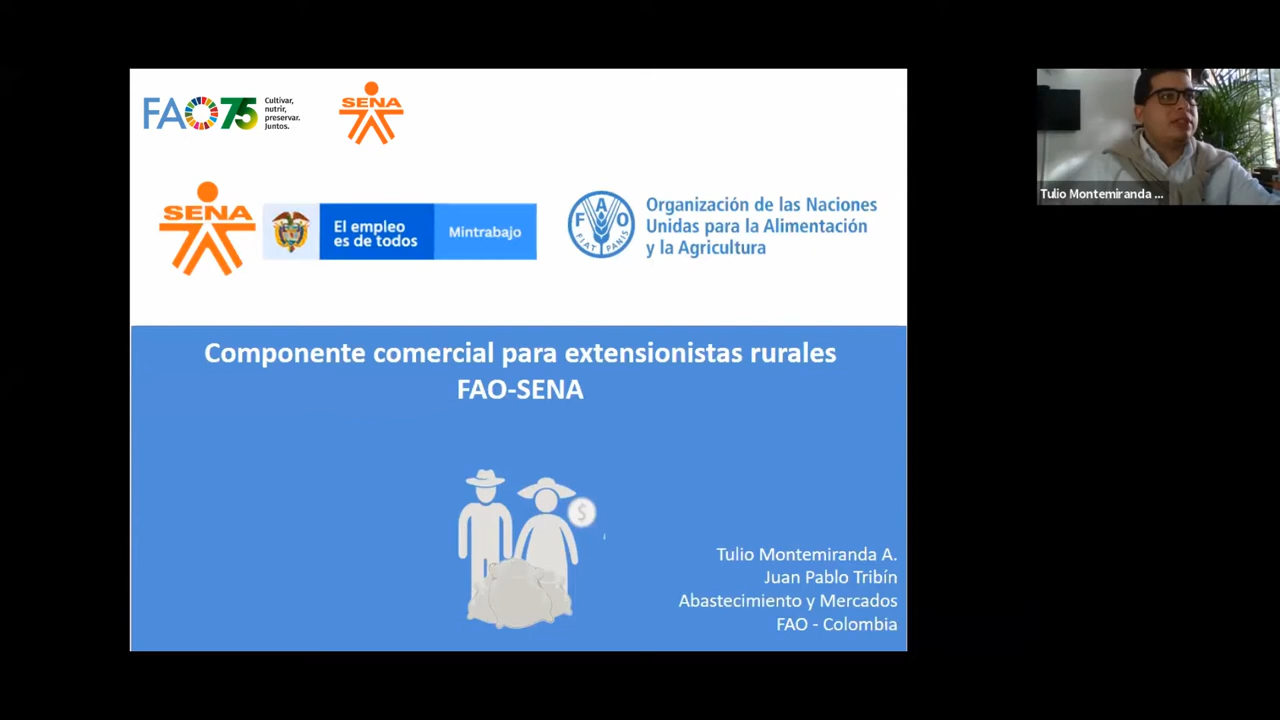 FAO75
Cultivar,
nutrir,
preservar.
Juntos.
SENA
SENA
El empleo
es de todos
Mintrabajo
F A O
FIAT PANIS
Organización de las Naciones
Unidas para la Alimentación
y la Agricultura
Tulio Montemiranda ...
Componente comercial para extensionistas rurales
FAO-SENA
$
Tulio Montemiranda A.
Juan Pablo Tribín
Abastecimiento y Mercados
FAO - Colombia